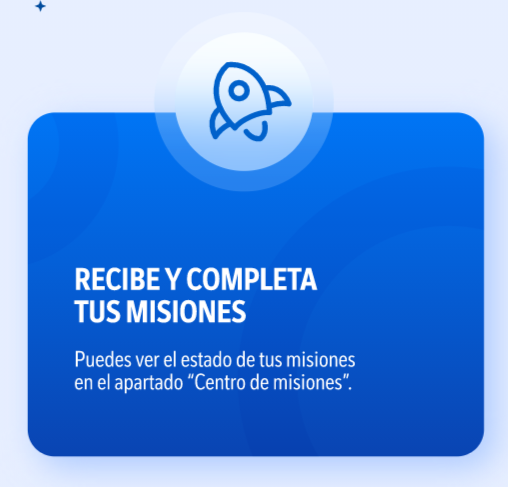 RECIBE Y COMPLETA
TUS MISIONES
Puedes ver el estado de tus misiones
en el apartado “Centro de misiones”.